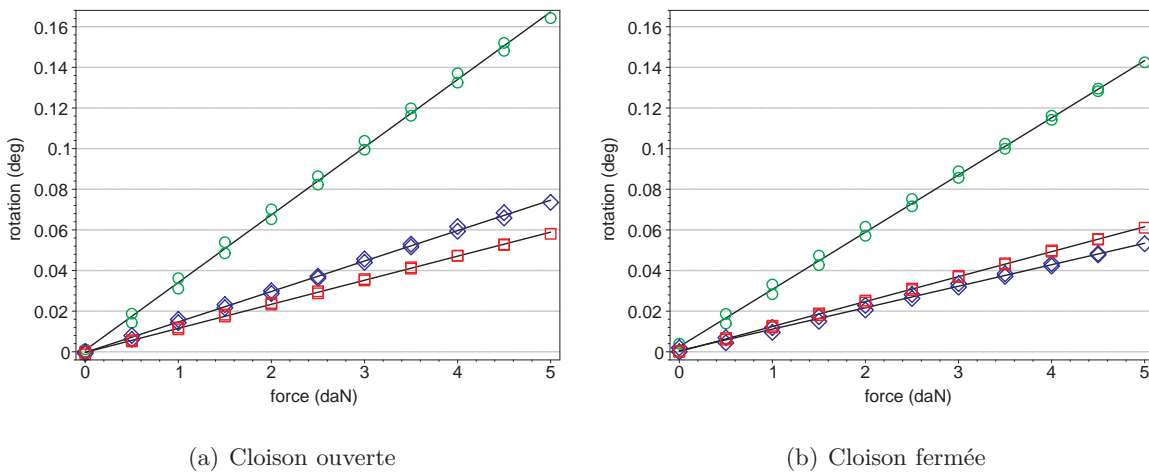 0.16
0.14
0.12
0.1
0.08
0.06
0.04
0.02
0
rotation (deg)
0 1 2 3 4 5
force (daN)
(a) Cloison ouverte
0.16
0.14
0.12
0.1
0.08
0.06
0.04
0.02
0
rotation (deg)
0 1 2 3 4 5
force (daN)
(b) Cloison fermée